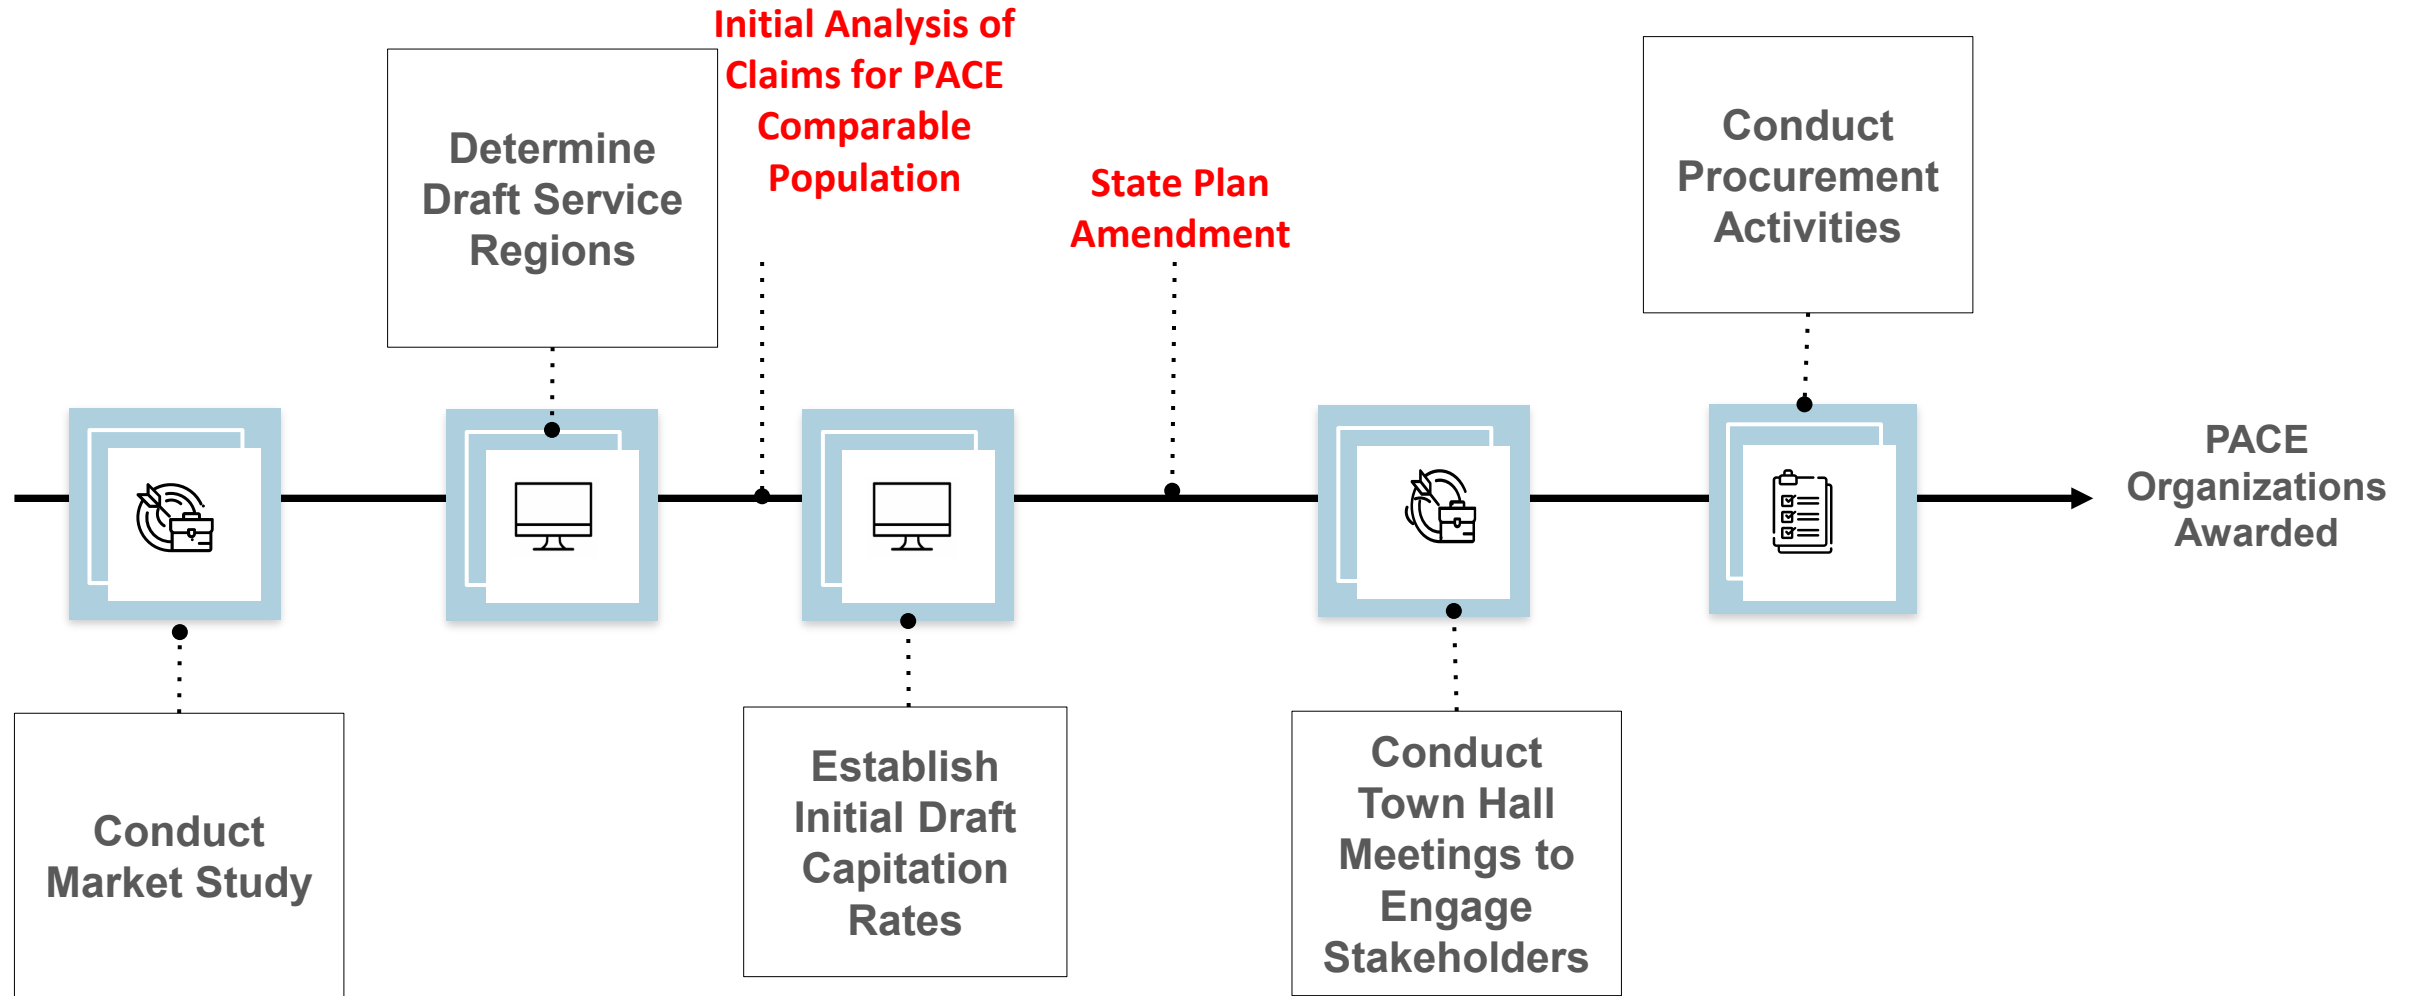 Initial Analysis of
Claims for PACE
Comparable
Population
Determine
Draft Service
Regions
State Plan
Amendment
Conduct
Procurement
Activities
PACE
Organizations
Awarded
Conduct
Market Study
Establish
Initial Draft
Capitation
Rates
Conduct
Town Hall
Meetings to
Engage
Stakeholders